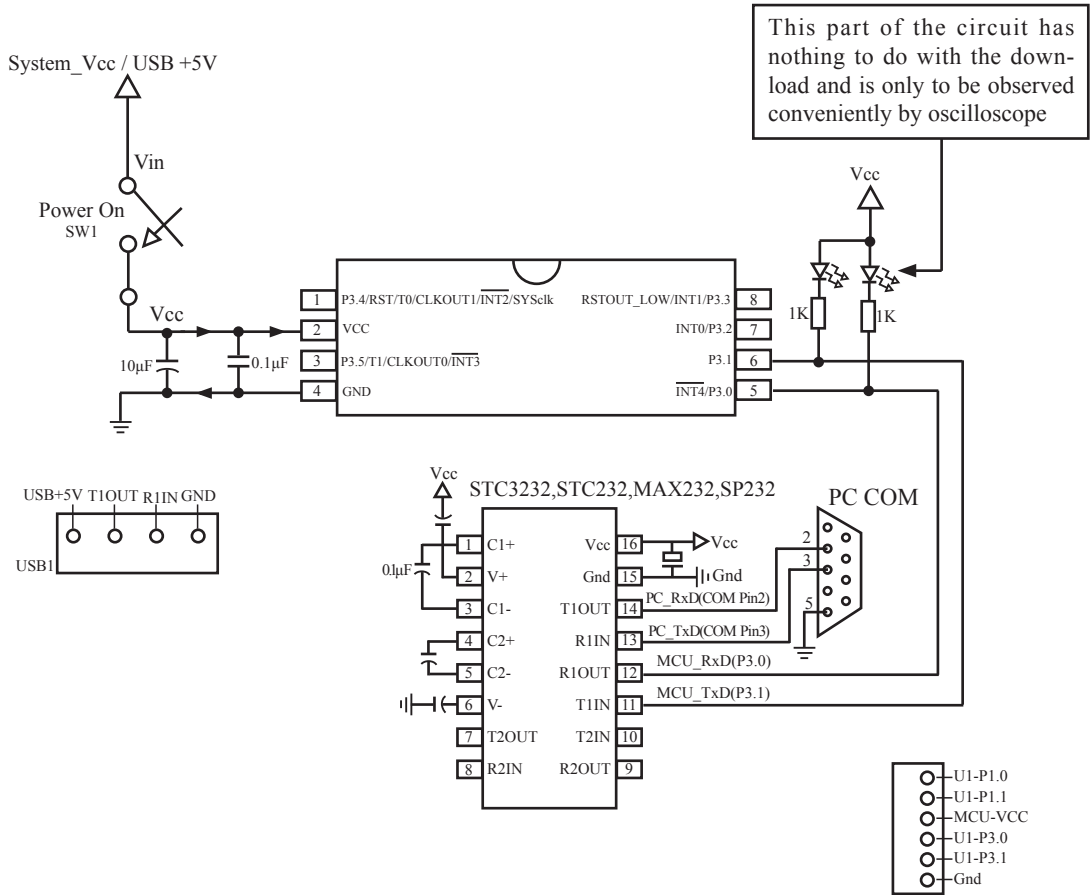 This part of the circuit has
nothing to do with the down-
load and is only to be observed
conveniently by oscilloscope
System_Vcc / USB +5V
Vin
Power On
SW1
Vcc
10μF
0.1μF
1 P3.4/RST/T0/CLKOUT1/INT2/SYSclk
2 VCC
3 P3.5/T1/CLKOUT0/INT3
4 GND
RSTOUT_LOW/INT1/P3.3 8
INT0/P3.2 7
P3.1 6
INT4/P3.0 5
Vcc
1K
1K
USB+5V T1OUT R1IN GND
USB1
Vcc
STC3232,STC232,MAX232,SP232
0.1μF
1 C1+
2 V+
3 C1-
4 C2+
5 C2-
6 V-
7 T2OUT
8 R2IN
Vcc 16 Vcc
Gnd 15 Gnd
T1OUT 14 PC_RxD(COM Pin2)
R1IN 13 PC_TxD(COM Pin3)
R1OUT 12 MCU_RxD(P3.0)
T1IN 11 MCU_TxD(P3.1)
T2IN 10
R2OUT 9
PC COM
2
3
5
U1-P1.0
U1-P1.1
MCU-VCC
U1-P3.0
U1-P3.1
Gnd